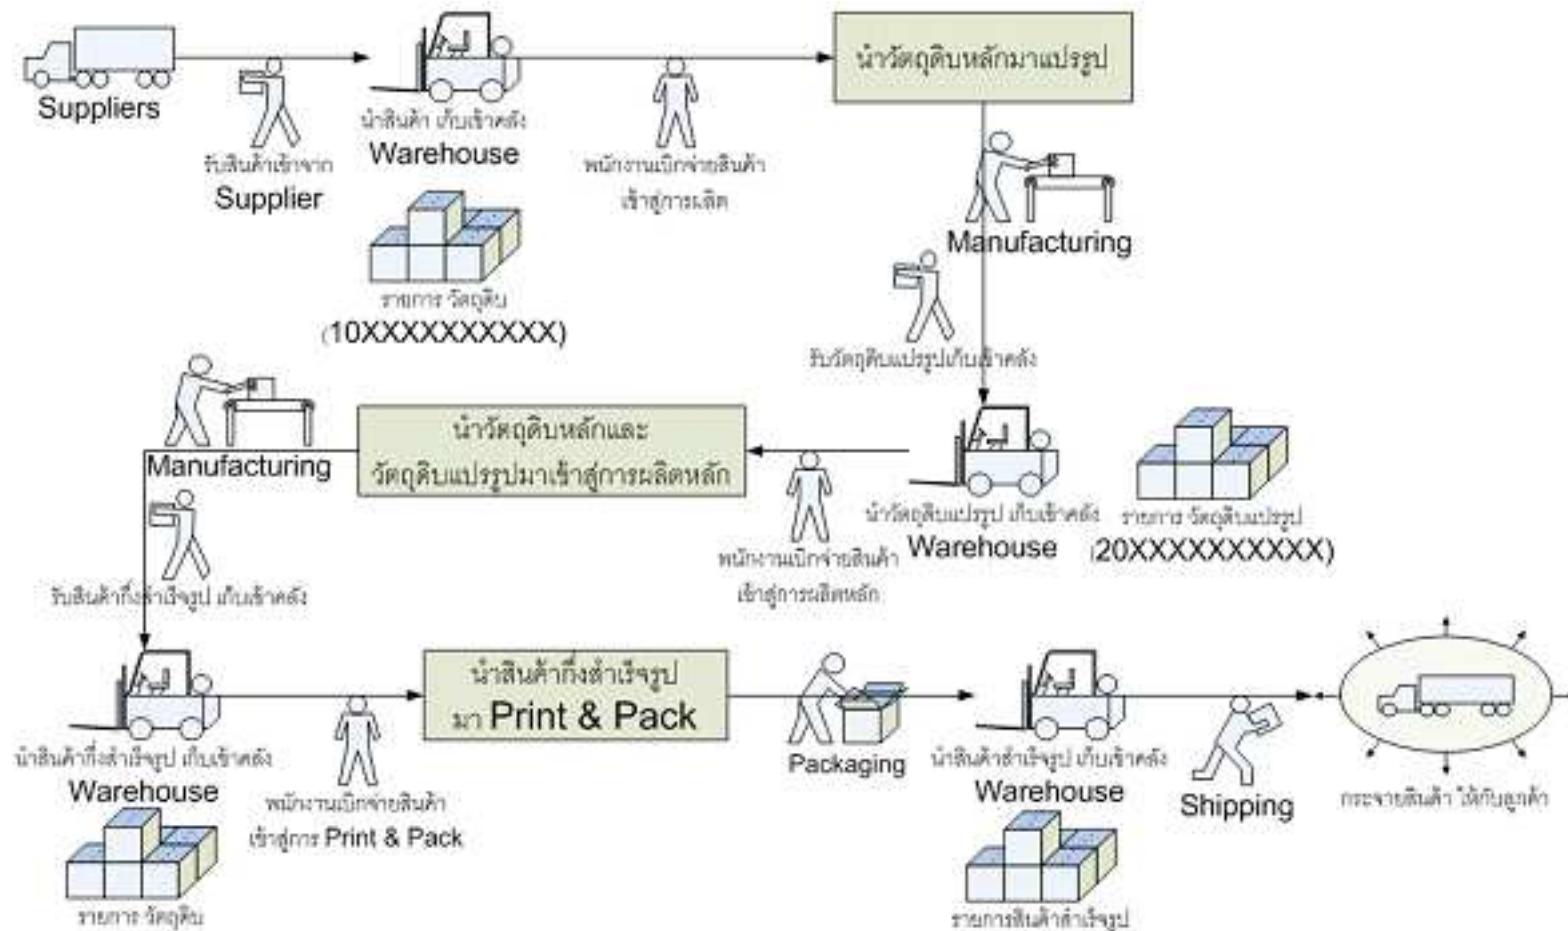 Suppliers
รับสินค้าเข้าจาก
Supplier
นำสินค้า เก็บเข้าคลัง
Warehouse
พนักงานเบิกจ่ายสินค้า
เข้าสู่การผลิต
นำวัตถุดิบหลักมาแปรรูป
Manufacturing
รายการ วัตถุดิบ
(10XXXXXXXXXX)
รับวัตถุดิบแปรรูปเก็บเข้าคลัง
นำวัตถุดิบแปรรูป เก็บเข้าคลัง
Warehouse
รายการ วัตถุดิบแปรรูป
(20XXXXXXXXXX)
พนักงานเบิกจ่ายสินค้า
เข้าสู่การผลิตหลัก
นำวัตถุดิบหลักและ
วัตถุดิบแปรรูปมาเข้าสู่การผลิตหลัก
Manufacturing
รับสินค้ากึ่งสำเร็จรูป เก็บเข้าคลัง
นำสินค้ากึ่งสำเร็จรูป เก็บเข้าคลัง
Warehouse
รายการ วัตถุดิบ
พนักงานเบิกจ่ายสินค้า
เข้าสู่การ Print & Pack
นำสินค้ากึ่งสำเร็จรูป
มา Print & Pack
Packaging
นำสินค้าสำเร็จรูป เก็บเข้าคลัง
Warehouse
รายการสินค้าสำเร็จรูป
Shipping
กระจายสินค้า ให้กับลูกค้า